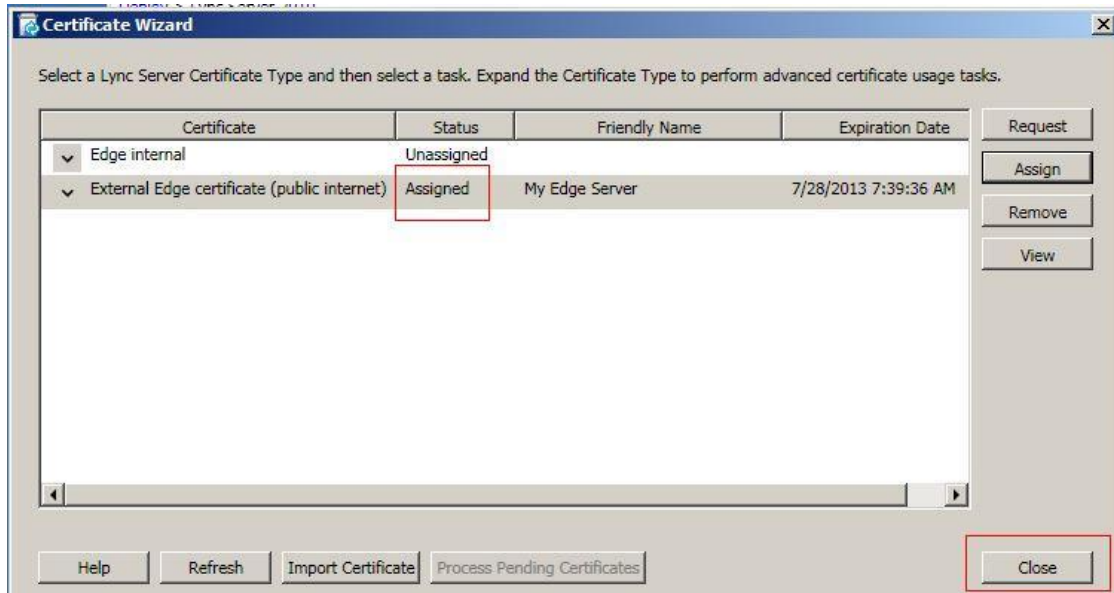 Certificate Wizard
Select a Lync Server Certificate Type and then select a task. Expand the Certificate Type to perform advanced certificate usage tasks.
Certificate Status Friendly Name Expiration Date
Edge internal Unassigned
External Edge certificate (public internet) Assigned My Edge Server 7/28/2013 7:39:36 AM
Request
Assign
Remove
View
Help Refresh Import Certificate Process Pending Certificates Close